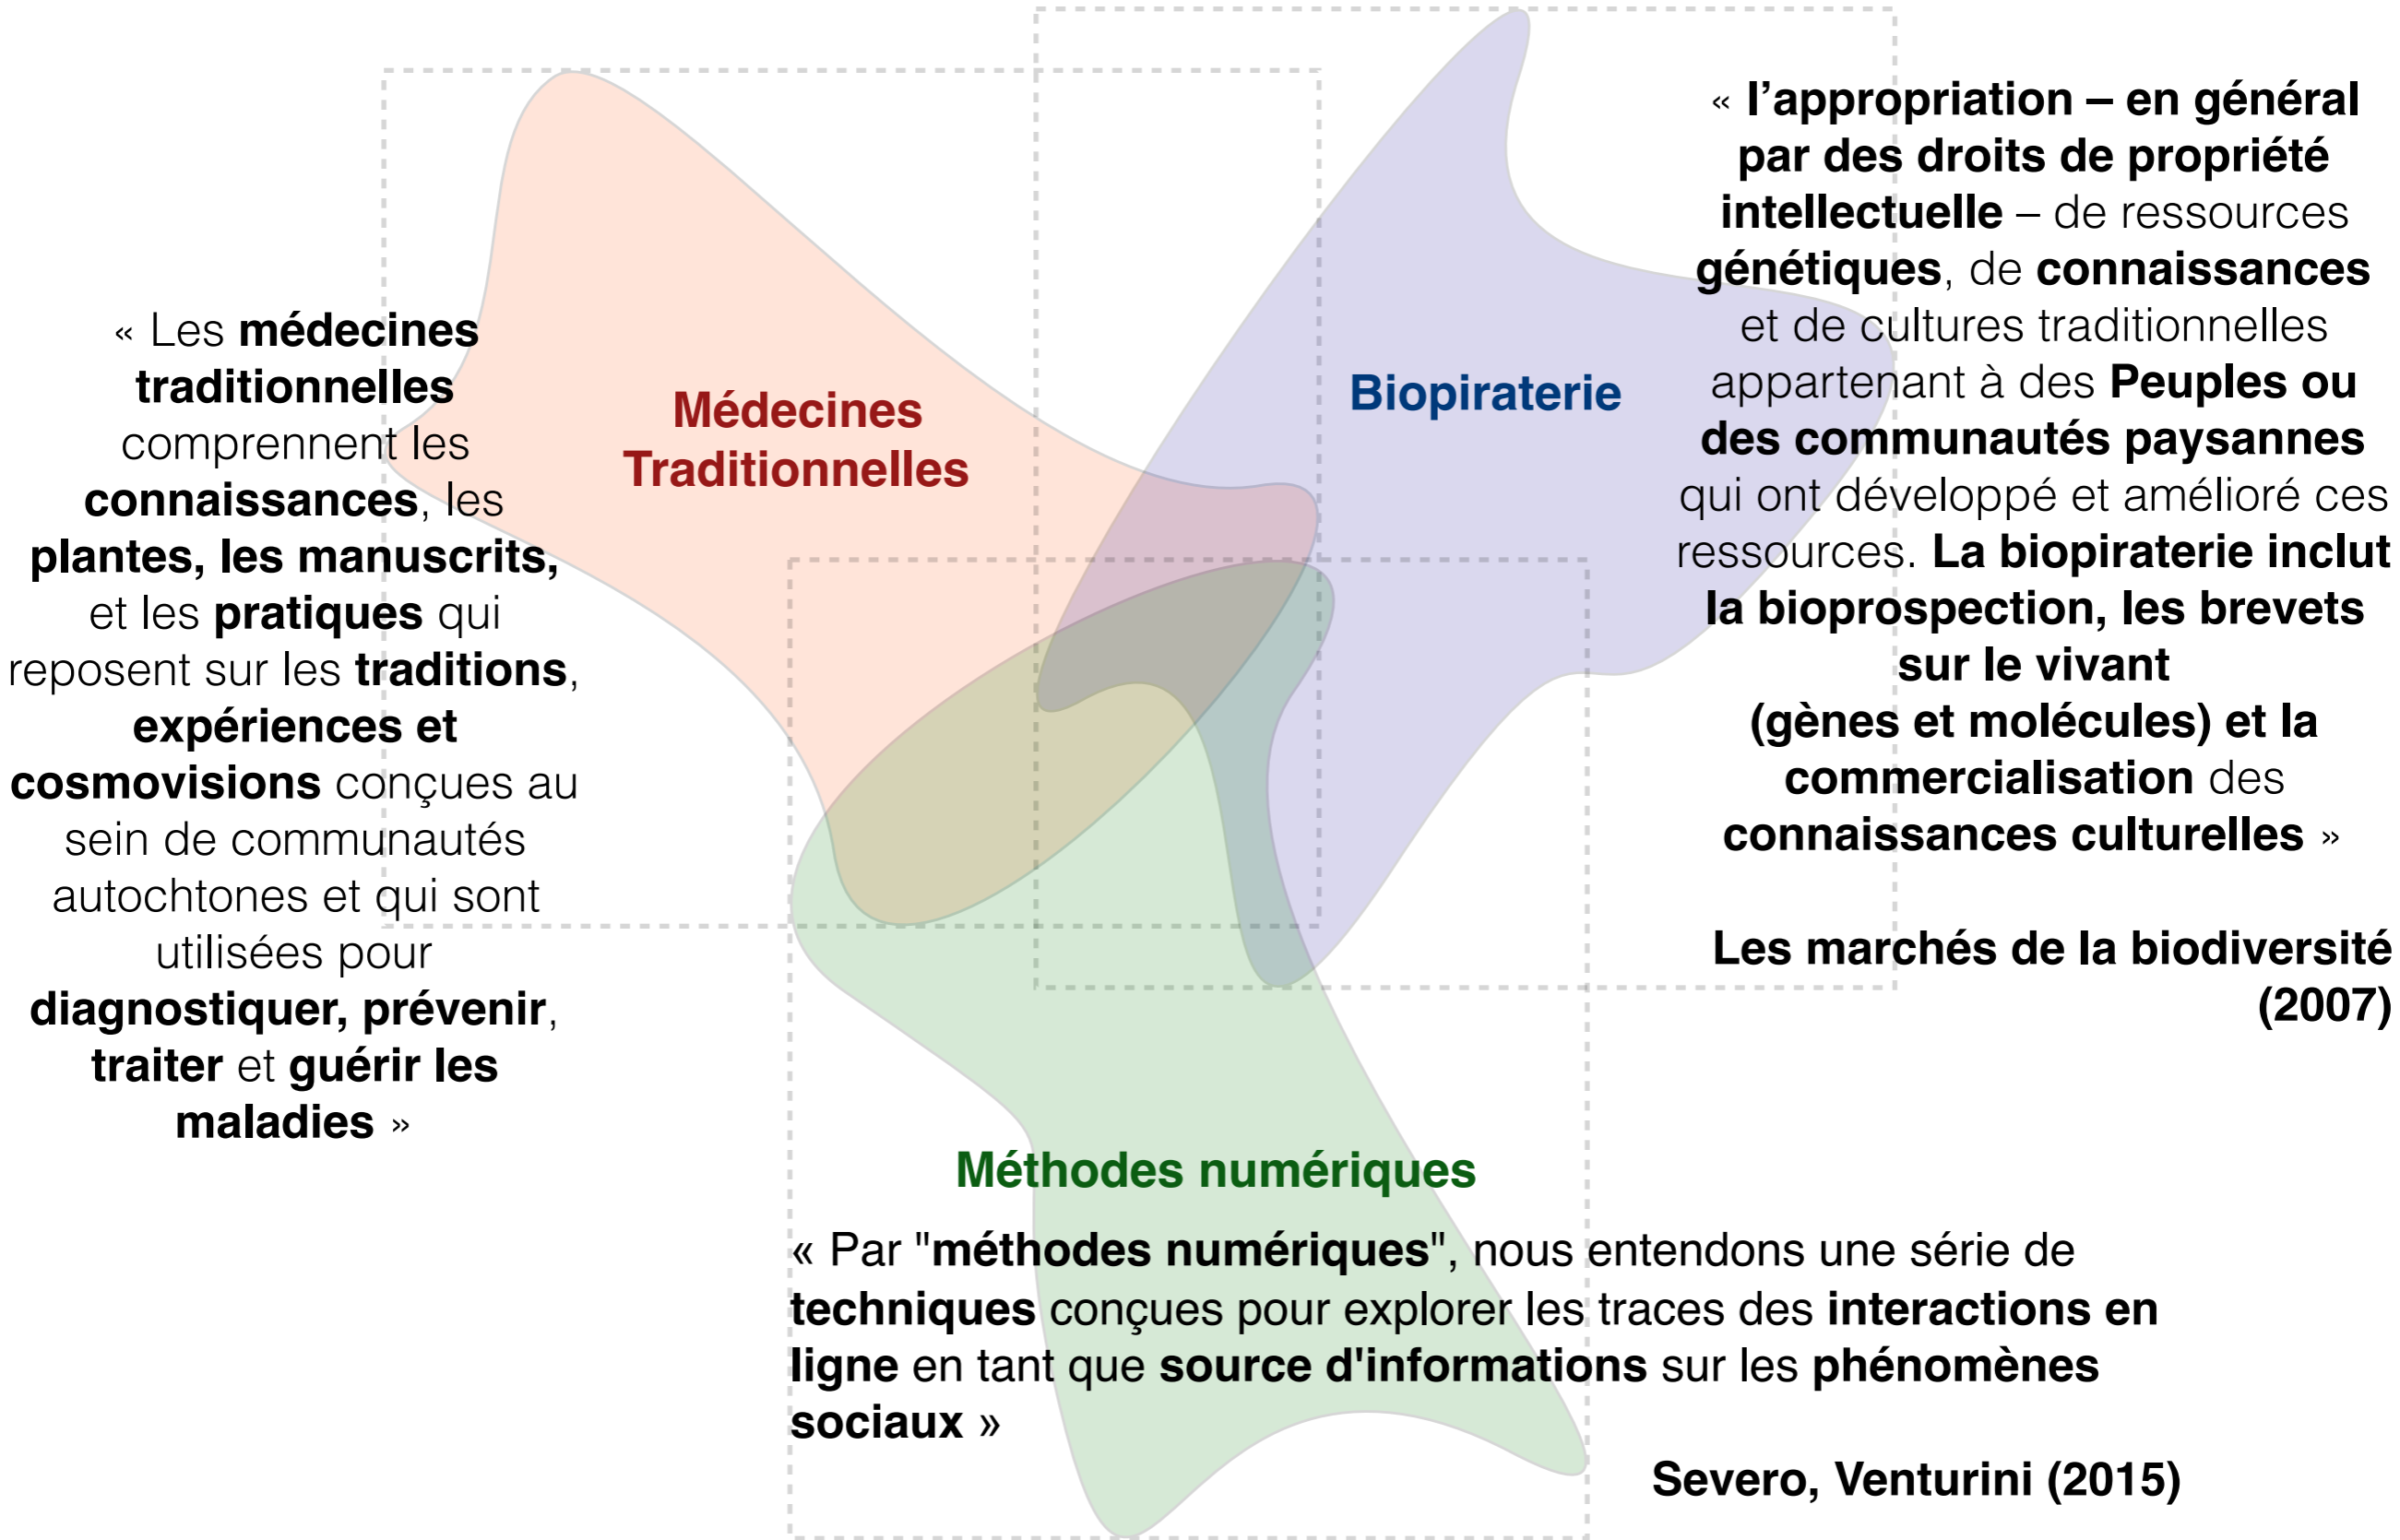 « Les médecines
traditionnelles
comprennent les
connaissances, les
plantes, les manuscrits,
et les pratiques qui
reposent sur les traditions,
expériences et
cosmovisions conçues au
sein de communautés
autochtones et qui sont
utilisées pour
diagnostiquer, prévenir,
traiter et guérir les
maladies »
Médecines
Traditionnelles
Biopiraterie
« l’appropriation – en général
par des droits de propriété
intellectuelle – de ressources
génétiques, de connaissances
et de cultures traditionnelles
appartenant à des Peuples ou
des communautés paysannes
qui ont développé et amélioré ces
ressources. La biopiraterie inclut
la bioprospection, les brevets
sur le vivant
(gènes et molécules) et la
commercialisation des
connaissances culturelles »
Les marchés de la biodiversité
(2007)
Méthodes numériques
« Par "méthodes numériques", nous entendons une série de
techniques conçues pour explorer les traces des interactions en
ligne en tant que source d'informations sur les phénomènes
sociaux »
Severo, Venturini (2015)